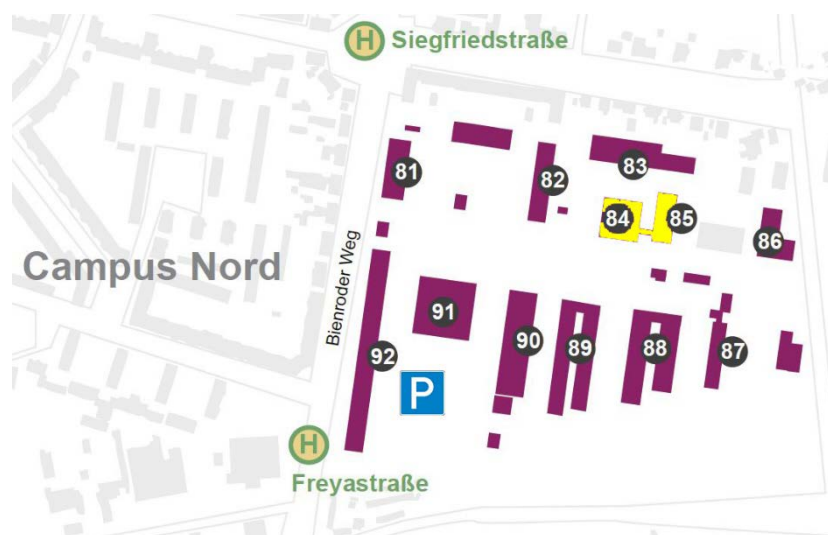 H Siegfriedstraße
81
82
83
84
85
86
Campus Nord
Bienroder Weg
91
92
90
89
88
87
P
H
Freyastraße